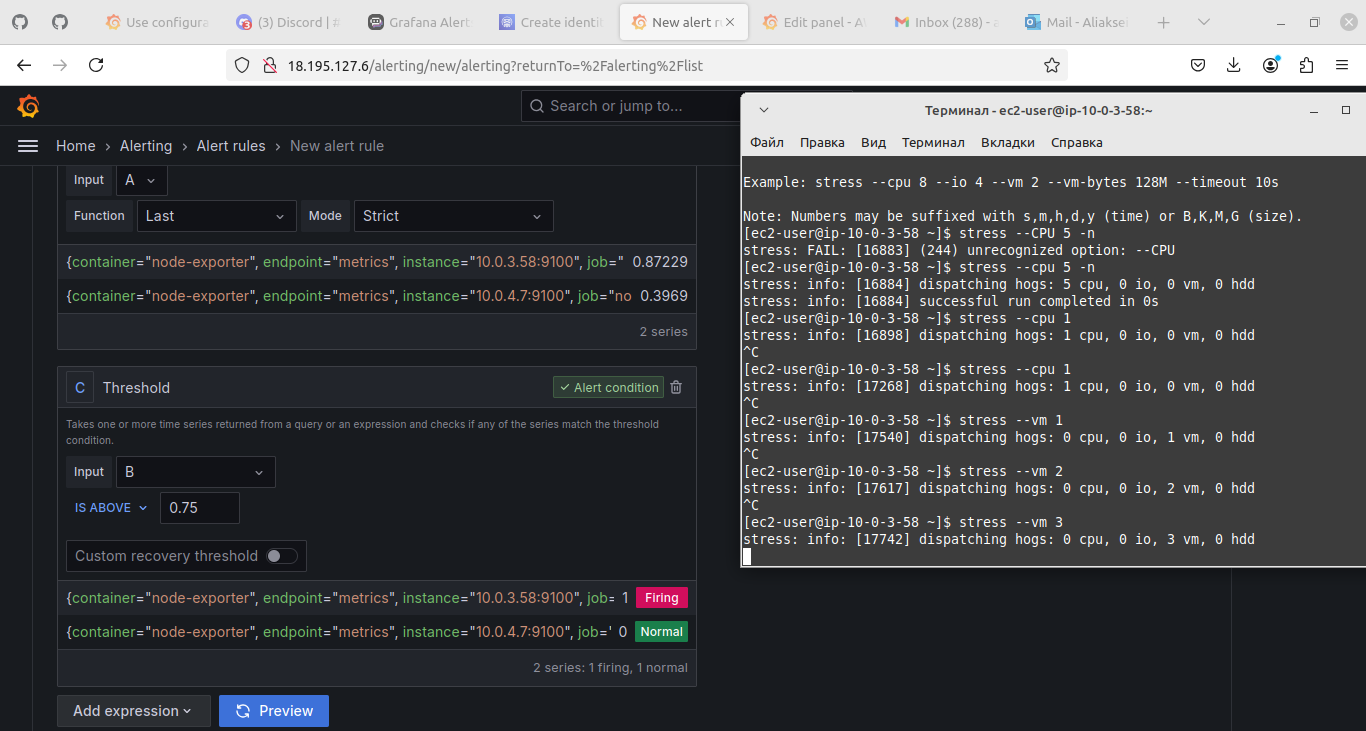 Use configura
(3) Discord | #
Grafana Alert
Create identit
New alert r
Edit panel - A
Inbox (288) - a
Mail - Aliakse
18.195.127.6/alerting/new/alerting?returnTo=%2Falerting%2Flist
Search or jump to...
Home › Alerting › Alert rules › New alert rule
Input A
Function Last Mode Strict
{container="node-exporter", endpoint="metrics", instance="10.0.3.58:9100", job=" 0.87229
{container="node-exporter", endpoint="metrics", instance="10.0.4.7:9100", job="no 0.3969
2 series
C Threshold Alert condition
Takes one or more time series returned from a query or an expression and checks if any of the series match the threshold
condition.
Input B
IS ABOVE 0.75
Custom recovery threshold
{container="node-exporter", endpoint="metrics", instance="10.0.3.58:9100", job= 1 Firing
{container="node-exporter", endpoint="metrics", instance="10.0.4.7:9100", job=' 0 Normal
2 series: 1 firing, 1 normal
Add expression Preview
Терминал - ec2-user@ip-10-0-3-58:~
Файл Правка Вид Терминал Вкладки Справка
Example: stress --cpu 8 --io 4 --vm 2 --vm-bytes 128M --timeout 10s
Note: Numbers may be suffixed with s,m,h,d,y (time) or B,K,M,G (size).
[ec2-user@ip-10-0-3-58 ~]$ stress --CPU 5 -n
stress: FAIL: [16883] (244) unrecognized option: --CPU
[ec2-user@ip-10-0-3-58 ~]$ stress --cpu 5 -n
stress: info: [16884] dispatching hogs: 5 cpu, 0 io, 0 vm, 0 hdd
stress: info: [16884] successful run completed in 0s
[ec2-user@ip-10-0-3-58 ~]$ stress --cpu 1
stress: info: [16898] dispatching hogs: 1 cpu, 0 io, 0 vm, 0 hdd
^C
[ec2-user@ip-10-0-3-58 ~]$ stress --cpu 1
stress: info: [17268] dispatching hogs: 1 cpu, 0 io, 0 vm, 0 hdd
^C
[ec2-user@ip-10-0-3-58 ~]$ stress --vm 1
stress: info: [17540] dispatching hogs: 0 cpu, 0 io, 1 vm, 0 hdd
^C
[ec2-user@ip-10-0-3-58 ~]$ stress --vm 2
stress: info: [17617] dispatching hogs: 0 cpu, 0 io, 2 vm, 0 hdd
^C
[ec2-user@ip-10-0-3-58 ~]$ stress --vm 3
stress: info: [17742] dispatching hogs: 0 cpu, 0 io, 3 vm, 0 hdd